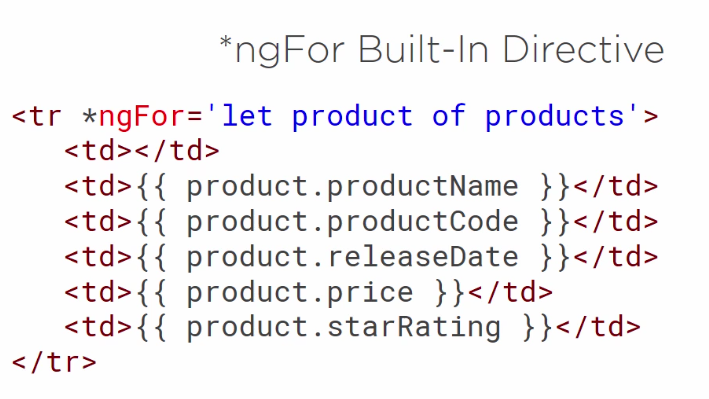 *ngFor Built-In Directive
<tr *ngFor='let product of products'>
<td></td>
<td>{{ product.productName }}</td>
<td>{{ product.productCode }}</td>
<td>{{ product.releaseDate }}</td>
<td>{{ product.price }}</td>
<td>{{ product.starRating }}</td>
</tr>